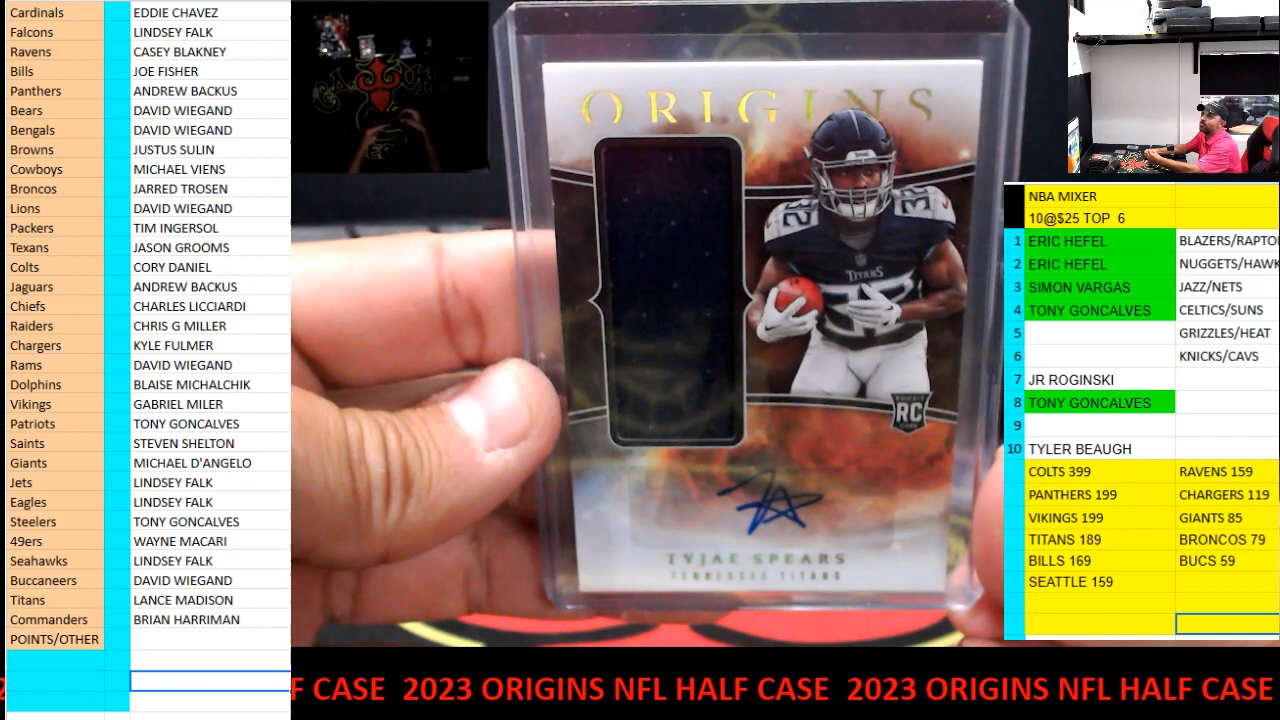 Cardinals EDDIE CHAVEZ
Falcons LINDSEY FALK
Ravens CASEY BLAKNEY
Bills JOE FISHER
Panthers ANDREW BACKUS
Bears DAVID WIEGAND
Bengals DAVID WIEGAND
Browns JUSTUS SULIN
Cowboys MICHAEL VIENS
Broncos JARRED TROSEN
Lions DAVID WIEGAND
Packers TIM INGERSOL
Texans JASON GROOMS
Colts CORY DANIEL
Jaguars ANDREW BACKUS
Chiefs CHARLES LICCIARDI
Raiders CHRIS G MILLER
Chargers KYLE FULMER
Rams DAVID WIEGAND
Dolphins BLAISE MICHALCHIK
Vikings GABRIEL MILER
Patriots TONY GONCALVES
Saints STEVEN SHELTON
Giants MICHAEL D'ANGELO
Jets LINDSEY FALK
Eagles LINDSEY FALK
Steelers TONY GONCALVES
49ers WAYNE MACARI
Seahawks LINDSEY FALK
Buccaneers DAVID WIEGAND
Titans LANCE MADISON
Commanders BRIAN HARRIMAN
POINTS/OTHER
ORIGINS
32 32
TITANS
32
RC
TYJAE SPEARS
TENNESSEE TITANS
NBA MIXER
10@$25 TOP 6
1 ERIC HEFEL BLAZERS/RAPTO
2 ERIC HEFEL NUGGETS/HAWK
3 SIMON VARGAS JAZZ/NETS
4 TONY GONCALVES CELTICS/SUNS
5 GRIZZLES/HEAT
6 KNICKS/CAVS
7 JR ROGINSKI
8 TONY GONCALVES
9
10 TYLER BEAUGH
COLTS 399 RAVENS 159
PANTHERS 199 CHARGERS 119
VIKINGS 199 GIANTS 85
TITANS 189 BRONCOS 79
BILLS 169 BUCS 59
SEATTLE 159
F CASE 2023 ORIGINS NFL HALF CASE 2023 ORIGINS NFL HALF CASE